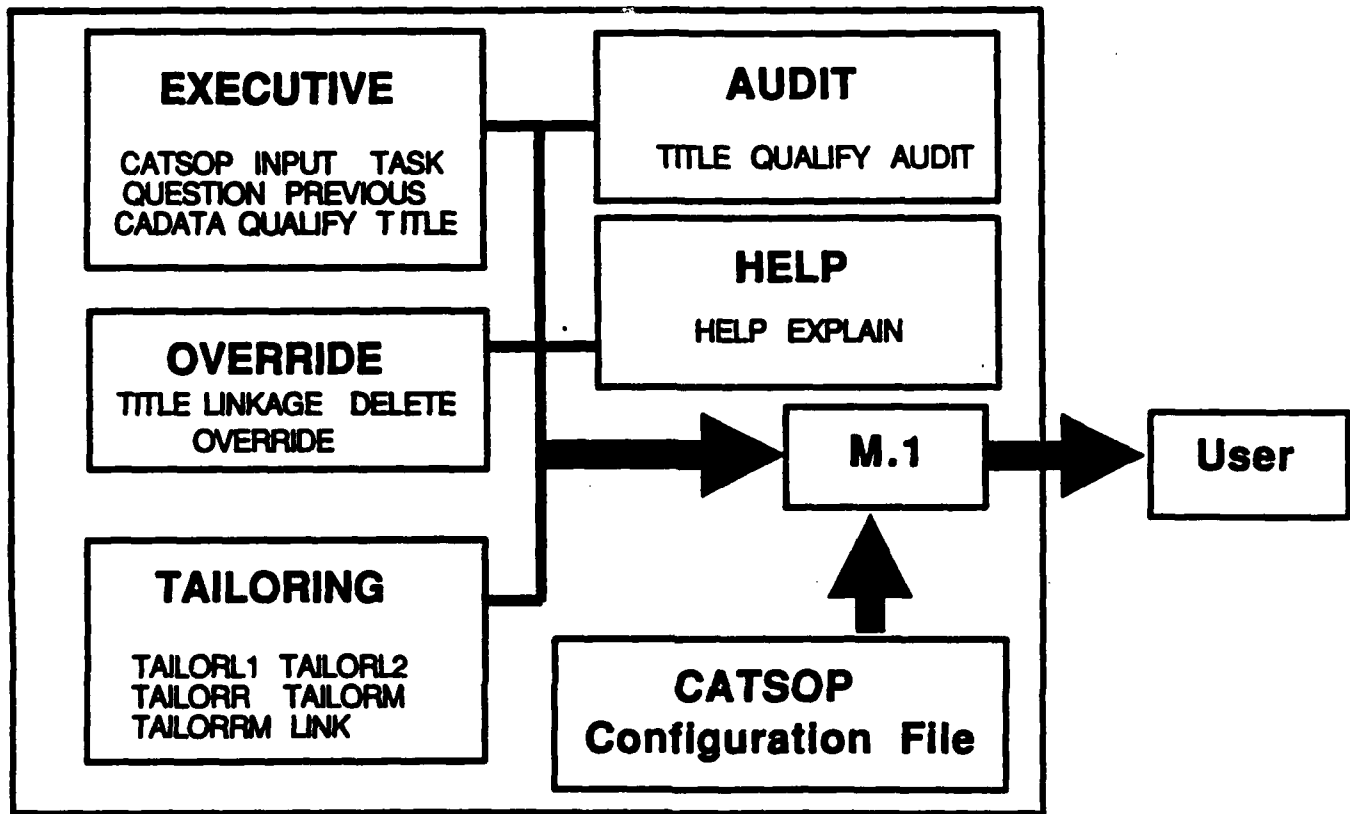 EXECUTIVE
CATSOP INPUT TASK
QUESTION PREVIOUS
CADATA QUALIFY TITLE
AUDIT
TITLE QUALIFY AUDIT
HELP
HELP EXPLAIN
OVERRIDE
TITLE LINKAGE DELETE
OVERRIDE
M.1
User
TAILORING
TAILORL1 TAILORL2
TAILORR TAILORM
TAILORRM LINK
CATSOP
Configuration File